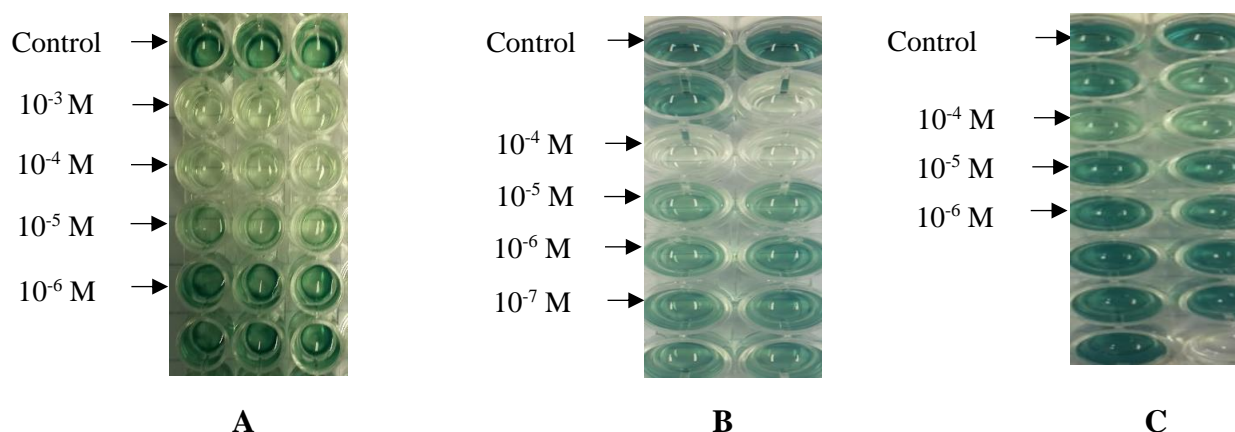 Control
10⁻³ M
10⁻⁴ M
10⁻⁵ M
10⁻⁶ M
A
Control
10⁻⁴ M
10⁻⁵ M
10⁻⁶ M
10⁻⁷ M
B
Control
10⁻⁴ M
10⁻⁵ M
10⁻⁶ M
C